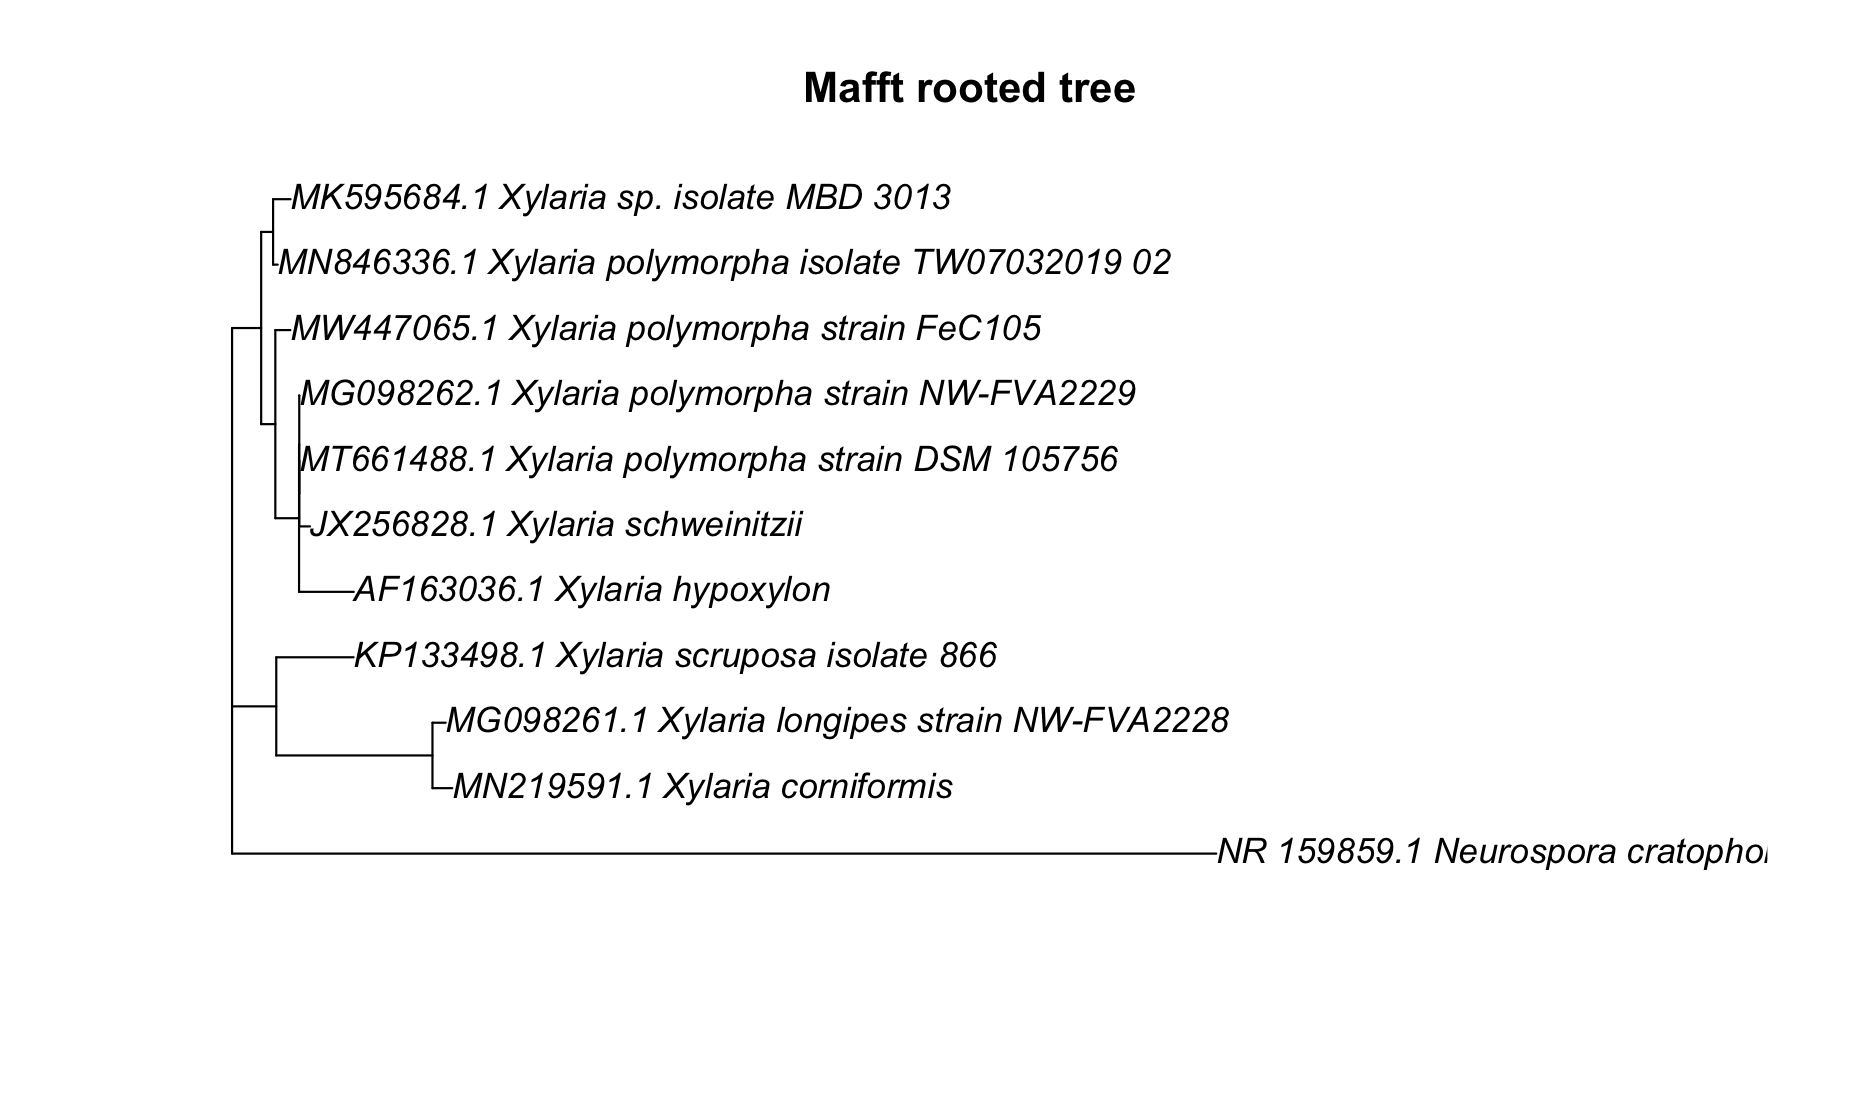 Mafft rooted tree
MK595684.1 Xylaria sp. isolate MBD 3013
MN846336.1 Xylaria polymorpha isolate TW07032019 02
MW447065.1 Xylaria polymorpha strain FeC105
MG098262.1 Xylaria polymorpha strain NW-FVA2229
MT661488.1 Xylaria polymorpha strain DSM 105756
JX256828.1 Xylaria schweinitzii
AF163036.1 Xylaria hypoxylon
KP133498.1 Xylaria scruposa isolate 866
MG098261.1 Xylaria longipes strain NW-FVA2228
MN219591.1 Xylaria corniformis
NR 159859.1 Neurospora